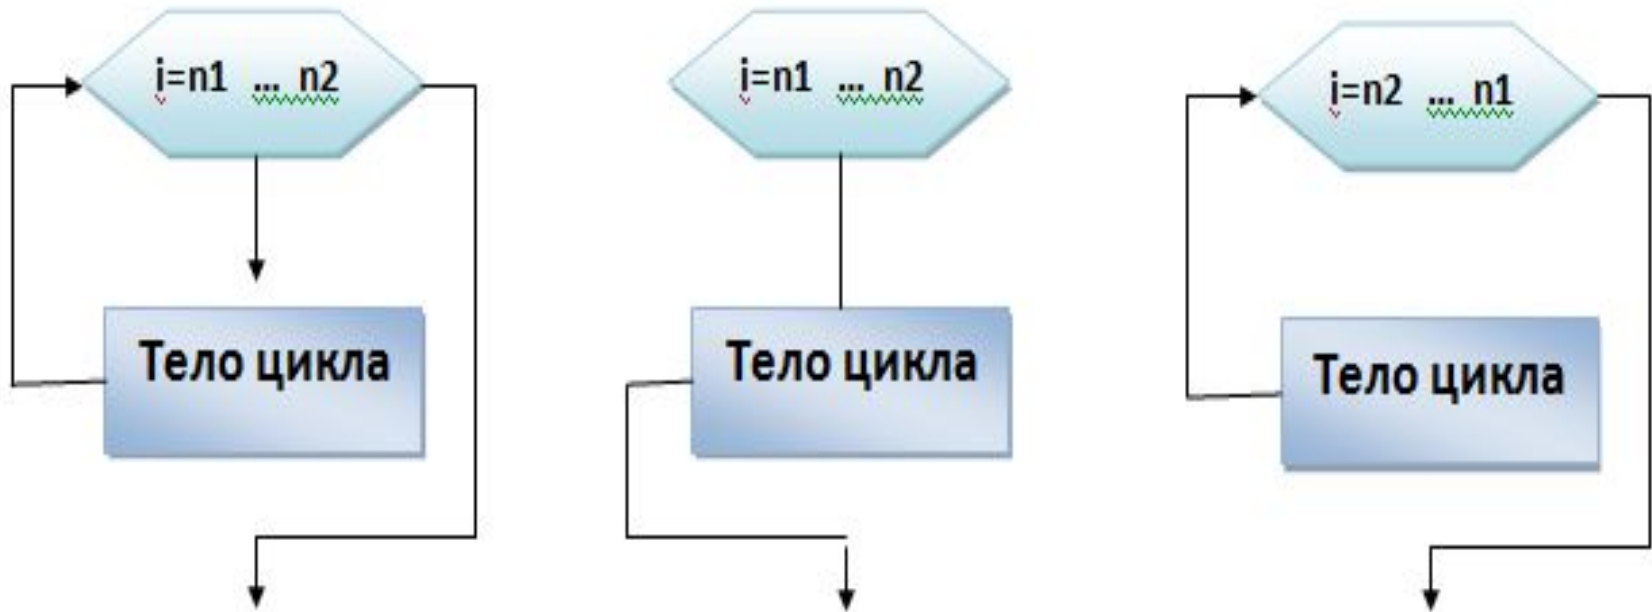 i=n1 ... n2
Тело цикла
i=n1 ... n2
Тело цикла
i=n2 ... n1
Тело цикла